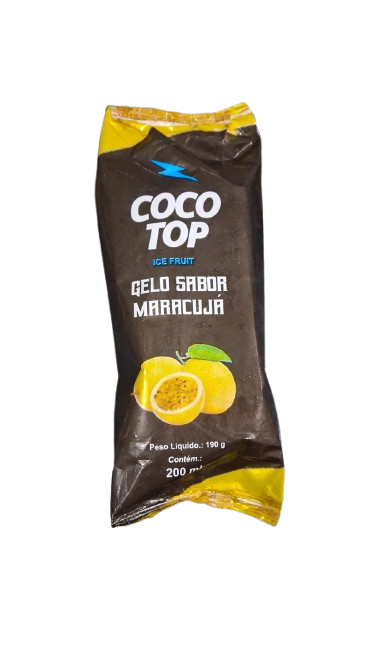 COCO
TOP
ICE FRUIT
GELO SABOR
MARACUJÁ
Peso Líquido.: 190 g
Contém.:
200 ml